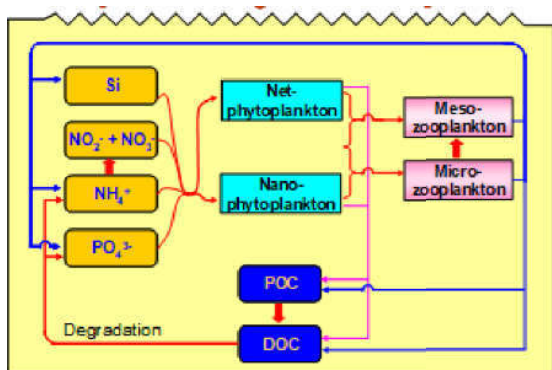 Si
NO₂⁻ + NO₃⁻
NH₄⁺
PO₄³⁻
Net-
phytoplankton
Nano-
phytoplankton
Meso-
zooplankton
Micro-
zooplankton
POC
DOC
Degradation